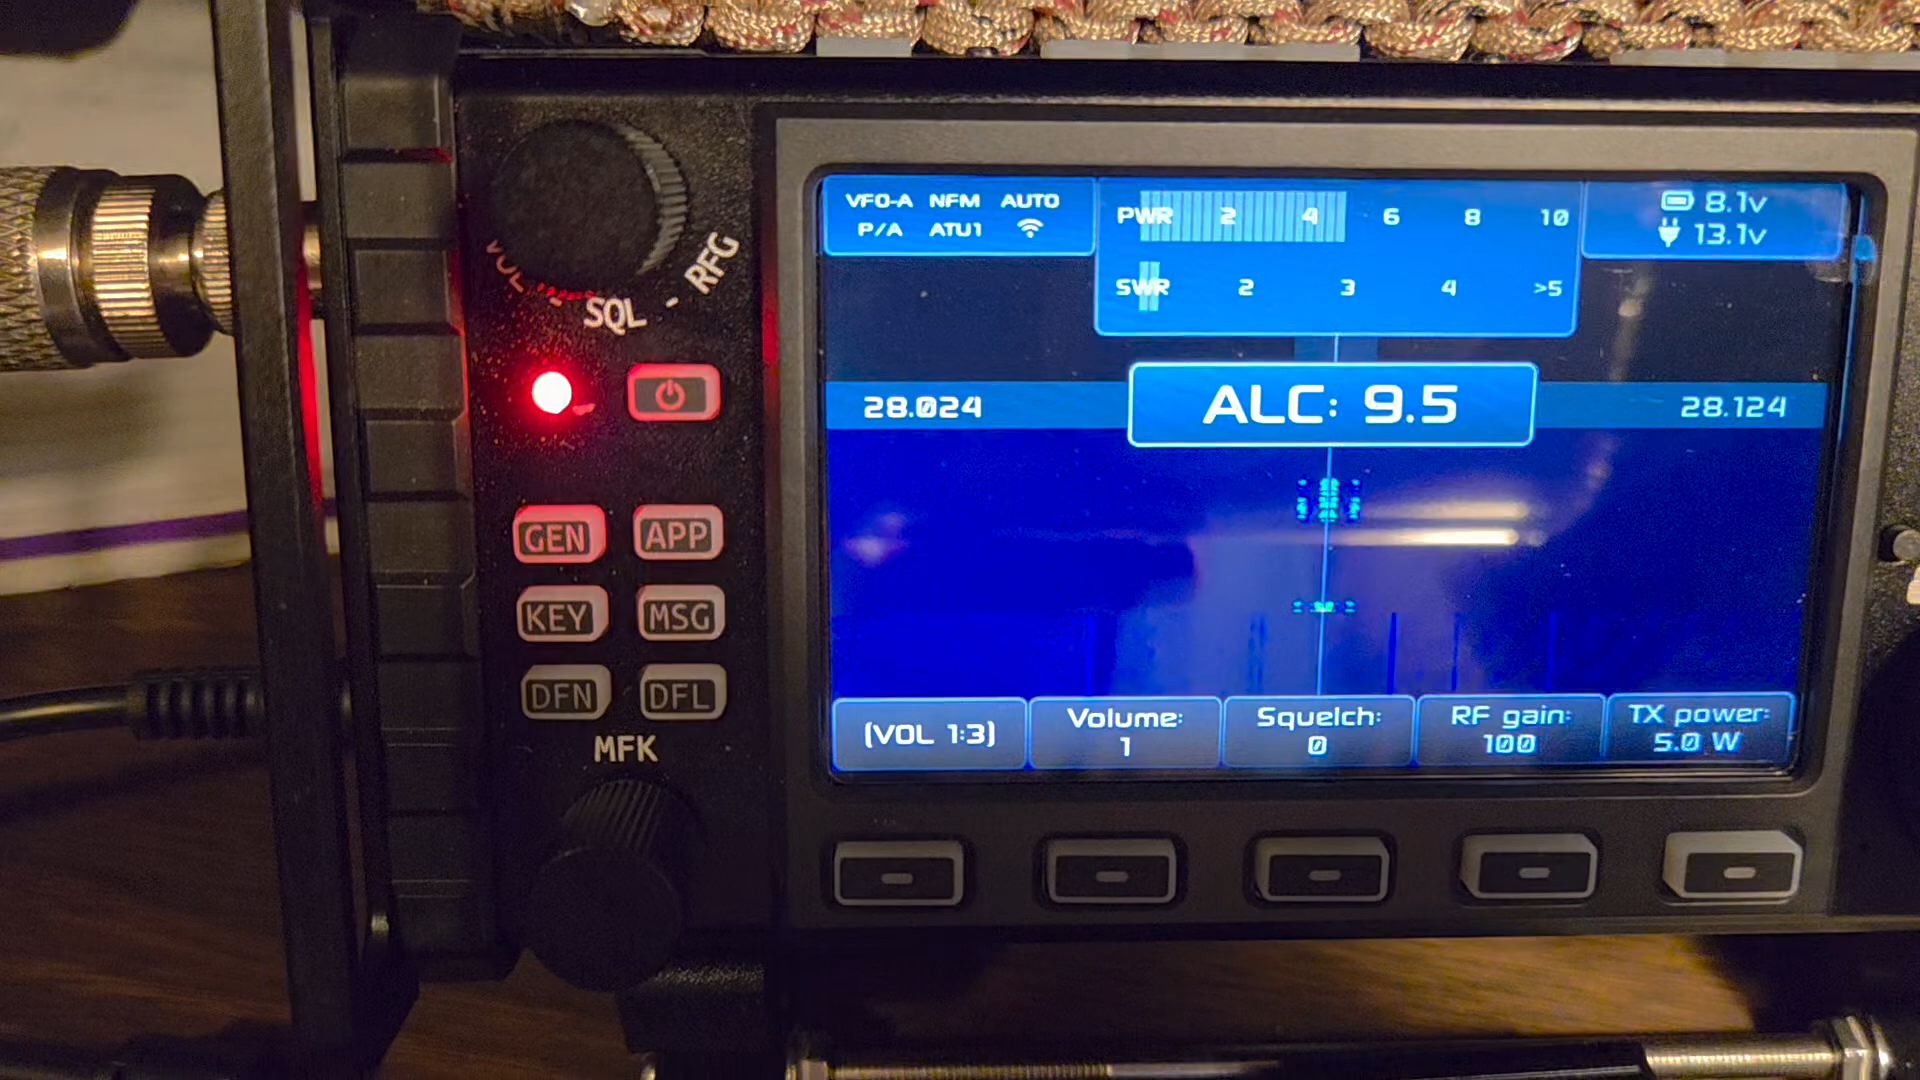 VOL - SQL - RFG
GEN APP
KEY MSG
DFN DFL
MFK
VFO-A NFM AUTO
P/A ATU1
PWR 2 4 6 8 10
SWR 2 3 4 >5
8.1v
13.1v
28.024
ALC: 9.5
28.124
(VOL 1:3)
Volume:
1
Squelch:
0
RF gain:
100
TX power:
5.0 W